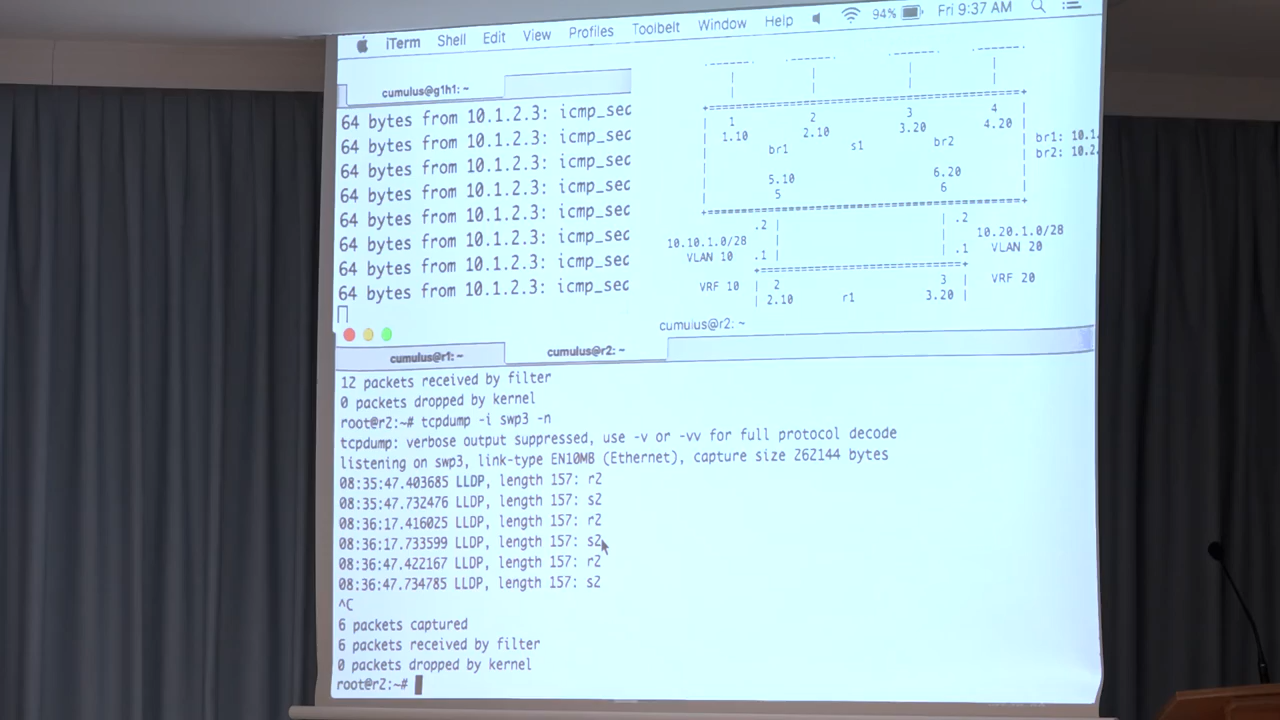 iTerm Shell Edit View Profiles Toolbelt Window Help 94% Fri 9:37 AM
cumulus@g1h1: ~
64 bytes from 10.1.2.3: icmp_sec
64 bytes from 10.1.2.3: icmp_sec
64 bytes from 10.1.2.3: icmp_sec
64 bytes from 10.1.2.3: icmp_sec
64 bytes from 10.1.2.3: icmp_sec
64 bytes from 10.1.2.3: icmp_sec
64 bytes from 10.1.2.3: icmp_sec
64 bytes from 10.1.2.3: icmp_sec
1 2 3 4
1.10 2.10 3.20 4.20
br1 s1 br2
br1: 10.1.
br2: 10.2.
5.10 6.20
5 6
.2 .2
10.10.1.0/28 10.20.1.0/28
VLAN 10 .1 .1 VLAN 20
VRF 10 2 3 VRF 20
2.10 r1 3.20
cumulus@r2: ~
cumulus@r1: ~ cumulus@r2: ~
12 packets received by filter
0 packets dropped by kernel
root@r2:~# tcpdump -i swp3 -n
tcpdump: verbose output suppressed, use -v or -vv for full protocol decode
listening on swp3, link-type EN10MB (Ethernet), capture size 262144 bytes
08:35:47.403685 LLDP, length 157: r2
08:35:47.732476 LLDP, length 157: s2
08:36:17.416025 LLDP, length 157: r2
08:36:17.733599 LLDP, length 157: s2
08:36:47.422167 LLDP, length 157: r2
08:36:47.734785 LLDP, length 157: s2
^C
6 packets captured
6 packets received by filter
0 packets dropped by kernel
root@r2:~#